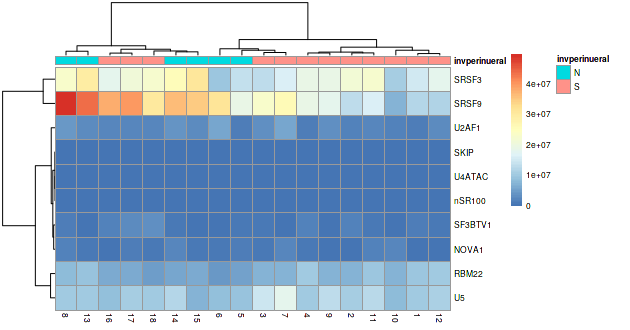 invperinueral
SRSF3
SRSF9
U2AF1
SKIP
U4ATAC
nSR100
SF3BTV1
NOVA1
RBM22
U5
8 13 16 17 18 14 15 6 5 3 7 4 9 2 11 10 1 12
4e+07
3e+07
2e+07
1e+07
0
invperinueral
N
S